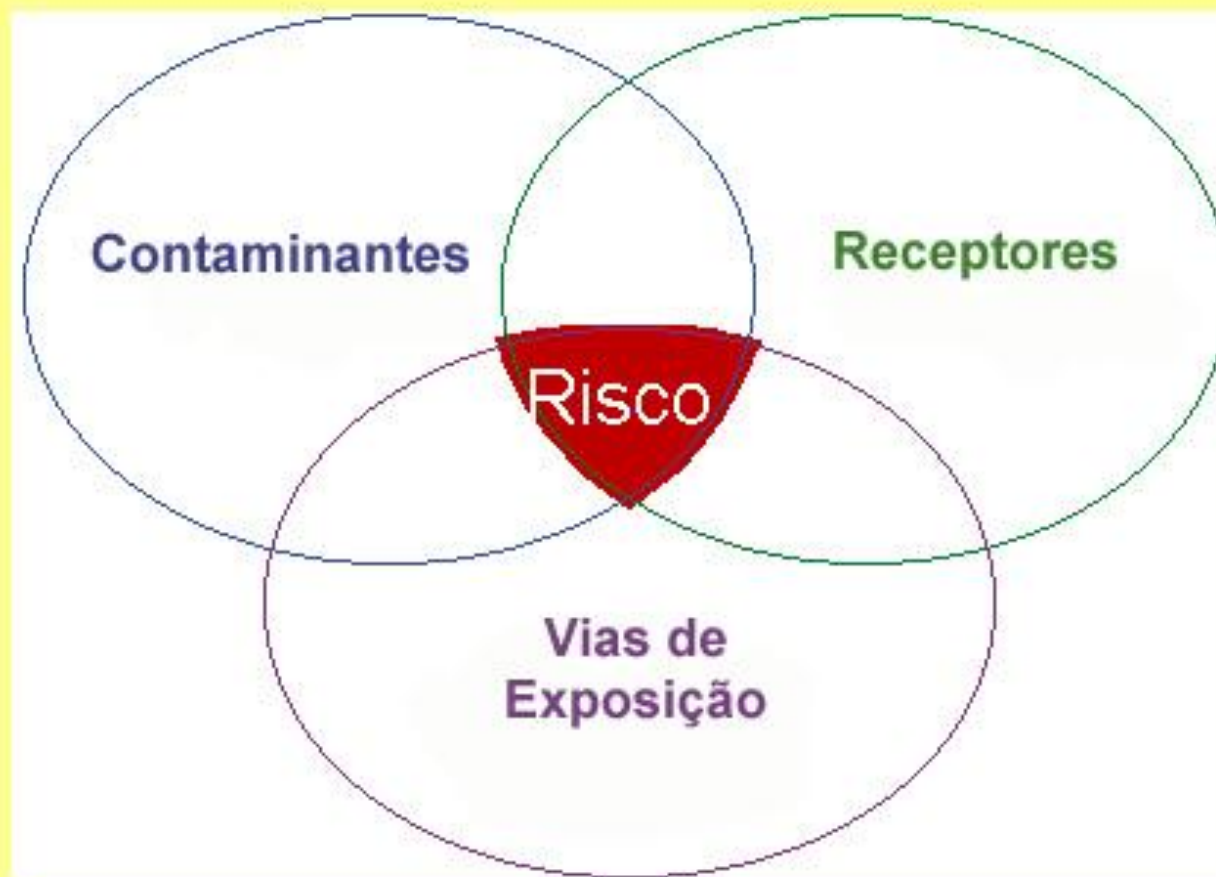 Contaminantes
Receptores
Risco
Vias de
Exposição